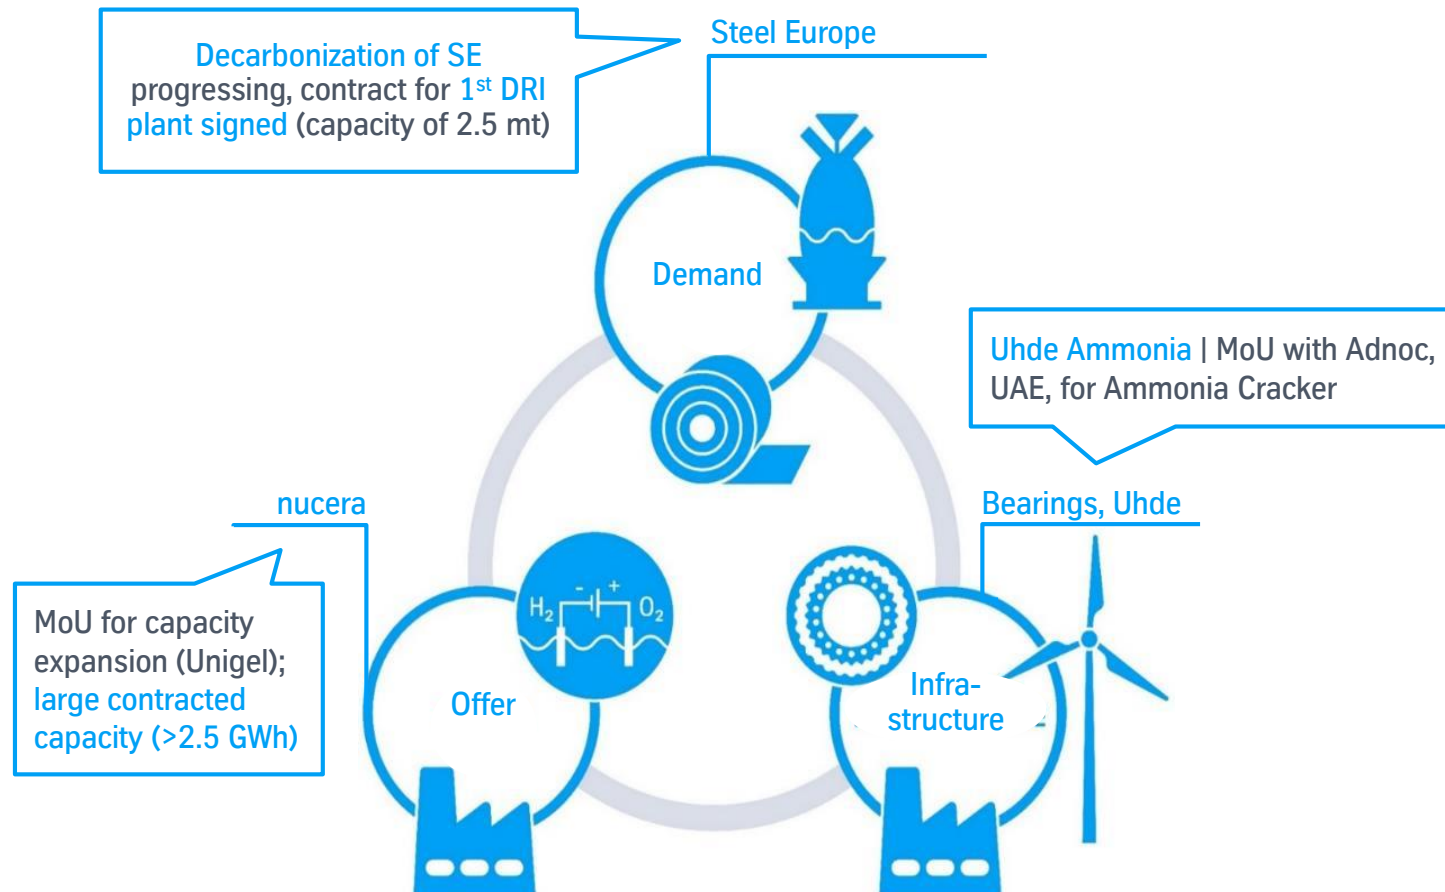 Steel Europe
Decarbonization of SE
progressing, contract for 1st DRI
plant signed (capacity of 2.5 mt)
Demand
Uhde Ammonia | MoU with Adnoc,
UAE, for Ammonia Cracker
nucera
Bearings, Uhde
MoU for capacity
expansion (Unigel);
large contracted
capacity (>2.5 GWh)
H2 - + O2
Offer
Infra-
structure